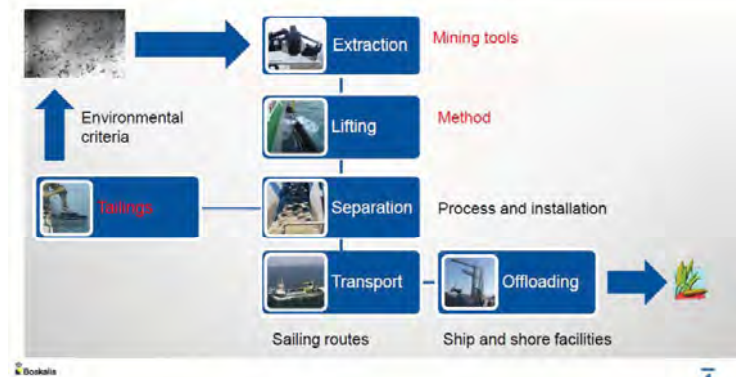 Extraction
Mining tools
Environmental
criteria
Lifting
Method
Tailings
Separation
Process and installation
Transport
Offloading
Sailing routes
Ship and shore facilities
Boskalis